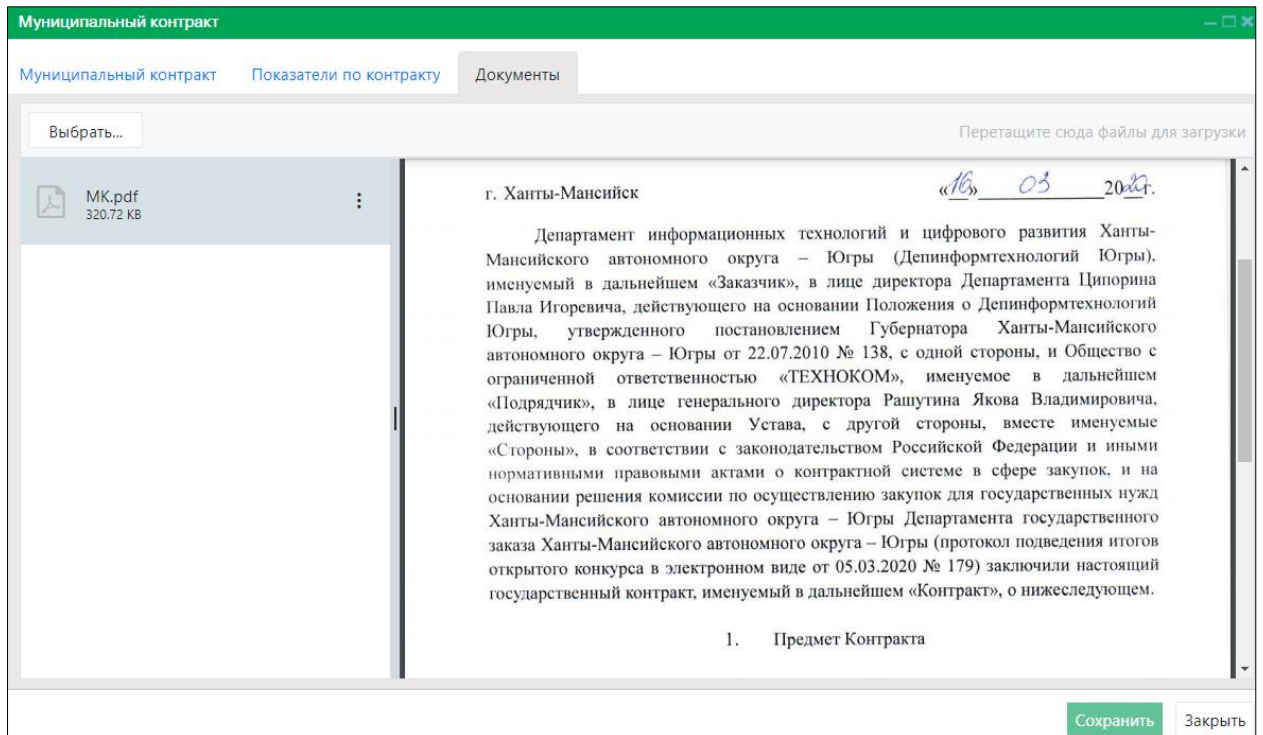 Муниципальный контракт
Муниципальный контракт Показатели по контракту Документы
Выбрать... Перетащите сюда файлы для загрузки
MK.pdf
320.72 KB
г. Ханты-Мансийск «16» 03 2020г.
Департамент информационных технологий и цифрового развития Ханты-
Мансийского автономного округа – Югры (Депинформтехнологий Югры),
именуемый в дальнейшем «Заказчик», в лице директора Департамента Ципорина
Павла Игоревича, действующего на основании Положения о Депинформтехнологий
Югры, утвержденного постановлением Губернатора Ханты-Мансийского
автономного округа – Югры от 22.07.2010 № 138, с одной стороны, и Общество с
ограниченной ответственностью «ТЕХНОКОМ», именуемое в дальнейшем
«Подрядчик», в лице генерального директора Рашутина Якова Владимировича,
действующего на основании Устава, с другой стороны, вместе именуемые
«Стороны», в соответствии с законодательством Российской Федерации и иными
нормативными правовыми актами о контрактной системе в сфере закупок, и на
основании решения комиссии по осуществлению закупок для государственных нужд
Ханты-Мансийского автономного округа – Югры Департамента государственного
заказа Ханты-Мансийского автономного округа – Югры (протокол подведения итогов
открытого конкурса в электронном виде от 05.03.2020 № 179) заключили настоящий
государственный контракт, именуемый в дальнейшем «Контракт», о нижеследующем.
1. Предмет Контракта
Сохранить Закрыть